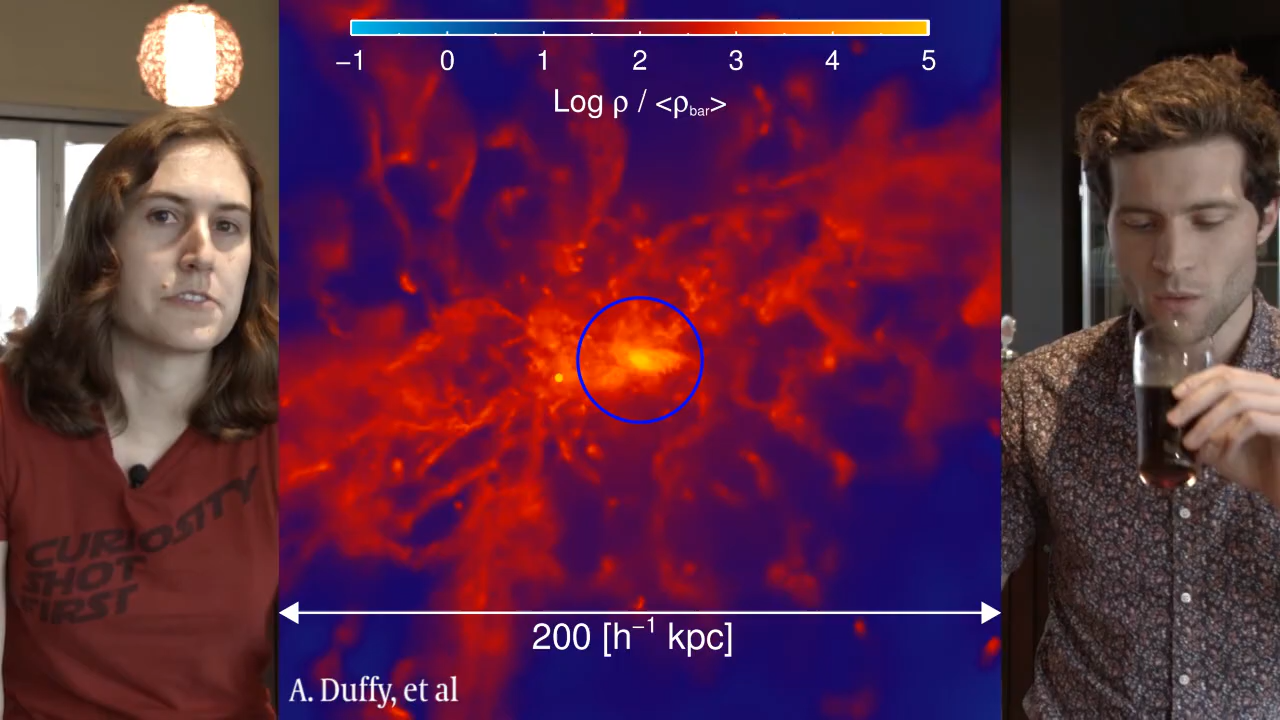 −1 0 1 2 3 4 5
Log ρ / <ρbar>
CURIOSITY
SHOT
FIRST
200 [h−1 kpc]
A. Duffy, et al